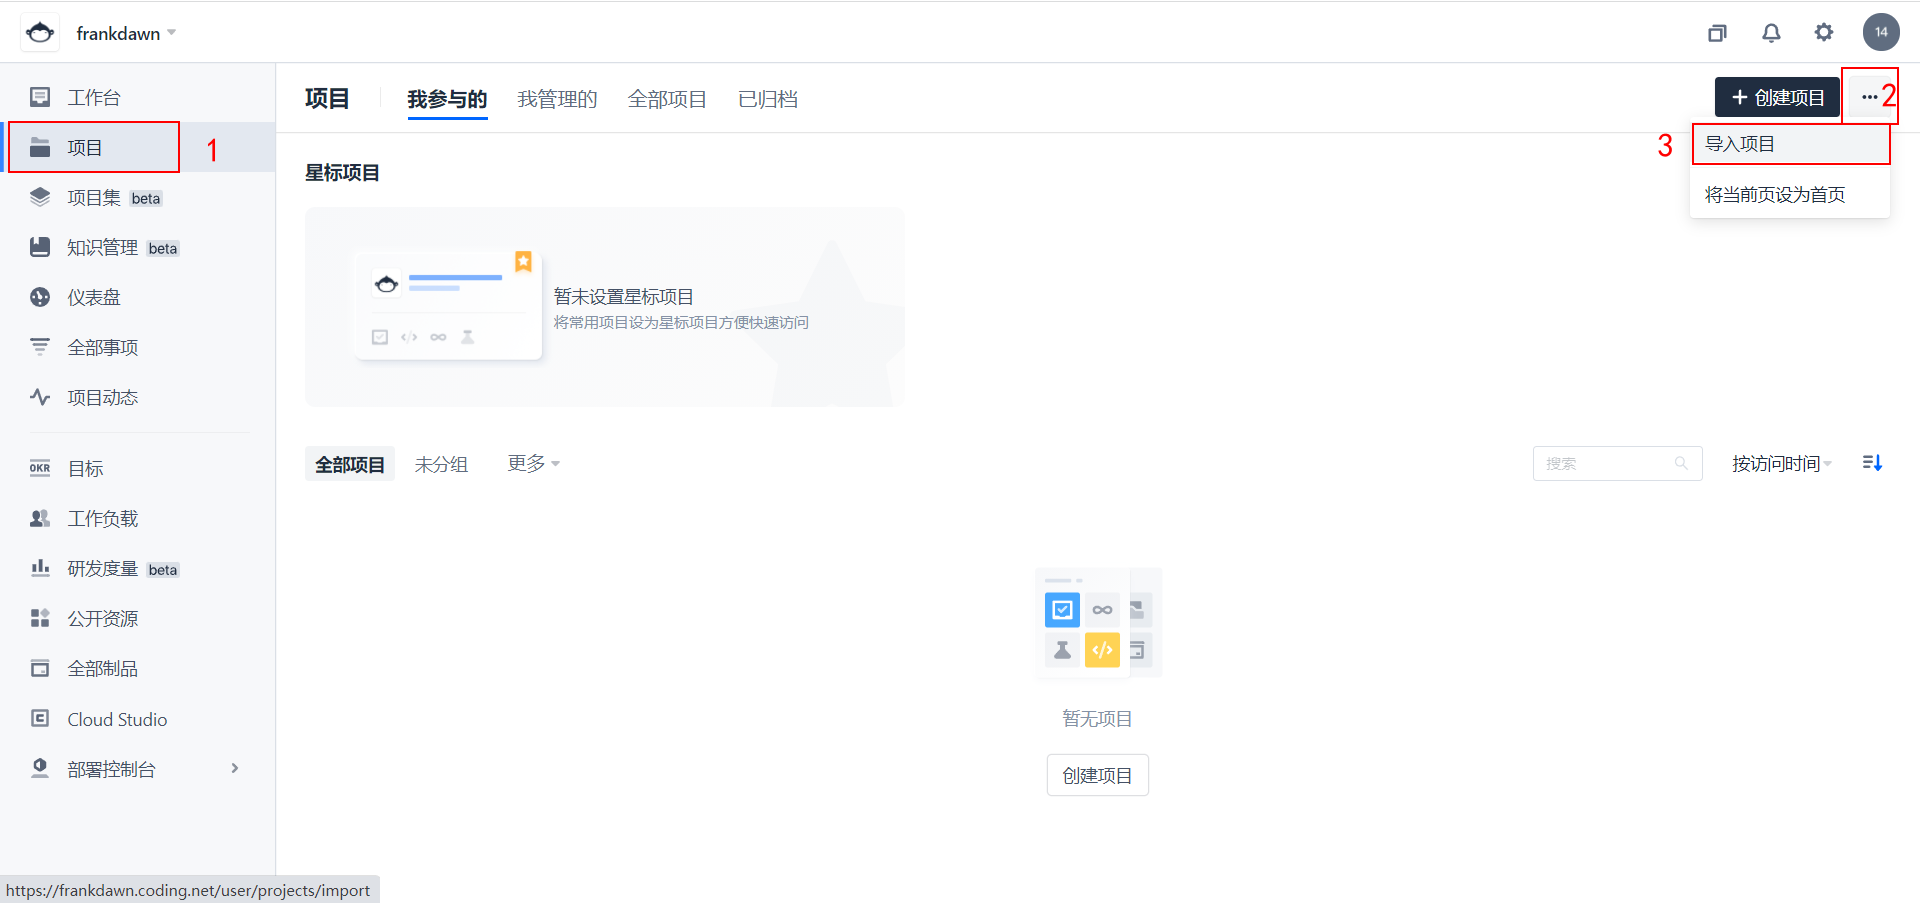 frankdawn
14
工作台
项目
1
项目集 beta
知识管理 beta
仪表盘
全部事项
项目动态
OKR 目标
工作负载
研发度量 beta
公开资源
全部制品
Cloud Studio
部署控制台
项目 我参与的 我管理的 全部项目 已归档
+ 创建项目 ··· 2
3 导入项目
将当前页设为首页
星标项目
暂未设置星标项目
将常用项目设为星标项目方便快速访问
全部项目 未分组 更多
搜索 按访问时间
暂无项目
创建项目
https://frankdawn.coding.net/user/projects/import